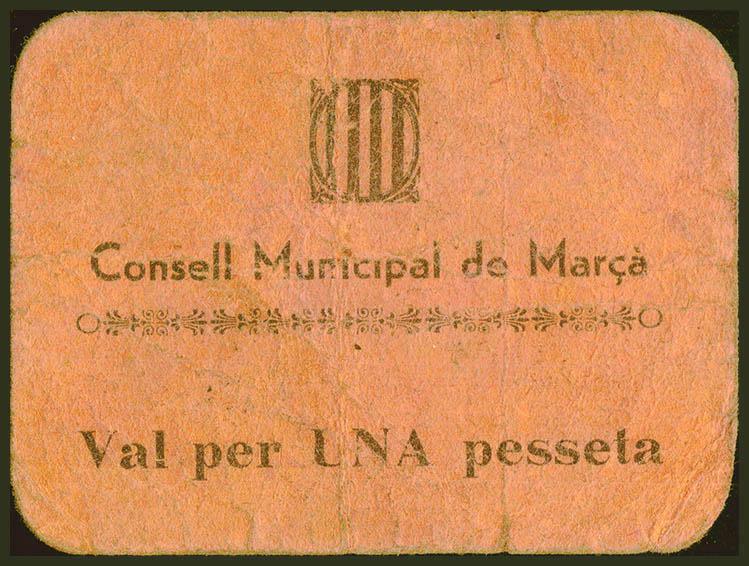 Consell Municipal de Marçà
Val per UNA pesseta